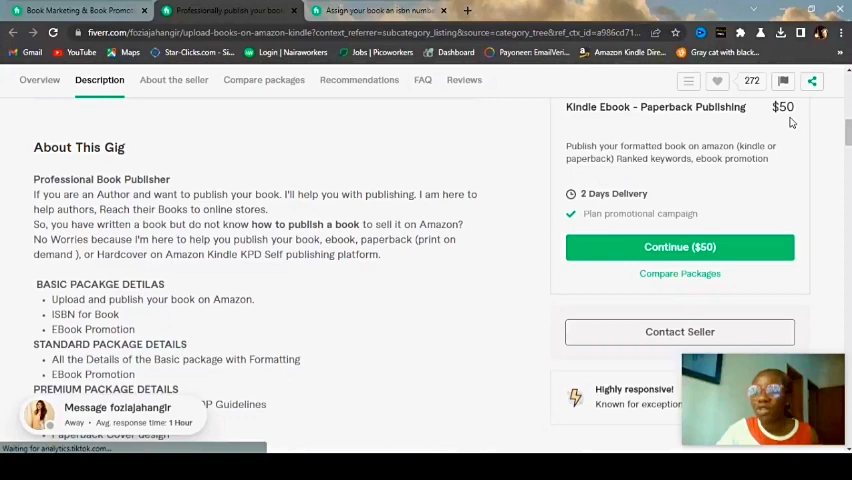 Book Marketing & Book Promot
Professionally publish your book
Assign your book an isbn numbe
fiverr.com/foziajahangir/upload-books-on-amazon-kindle?context_referrer=subcategory_listing&source=category_tree&ref_ctx_id=a986cd71...
Gmail
YouTube
Maps
Star-Clicks.com - W...
Login | Nairaworkers
Jobs | Picoworkers
Dashboard
Payoneer: EmailVeri...
Amazon Kindle Dire...
Gray cat with black...
Overview
Description
About the seller
Compare packages
Recommendations
FAQ
Reviews
272
Kindle Ebook - Paperback Publishing $50
Publish your formatted book on amazon (kindle or
paperback) Ranked keywords, ebook promotion
2 Days Delivery
Plan promotional campaign
Continue ($50)
Compare Packages
Contact Seller
Highly responsive!
Known for exception
About This Gig
Professional Book Publisher
If you are an Author and want to publish your book. I'll help you with publishing. I am here to
help authors, Reach their Books to online stores.
So, you have written a book but do not know how to publish a book to sell it on Amazon?
No Worries because I'm here to help you publish your book, ebook, paperback (print on
demand ), or Hardcover on Amazon Kindle KPD Self publishing platform.
BASIC PACAKGE DETILAS
Upload and publish your book on Amazon.
ISBN for Book
EBook Promotion
STANDARD PACKAGE DETAILS
All the Details of the Basic package with Formatting
EBook Promotion
PREMIUM PACKAGE DETAILS
Guidelines
Paperback Cover design
Message foziajahangir
Away
Avg. response time: 1 Hour
Waiting for analytics.tiktok.com...